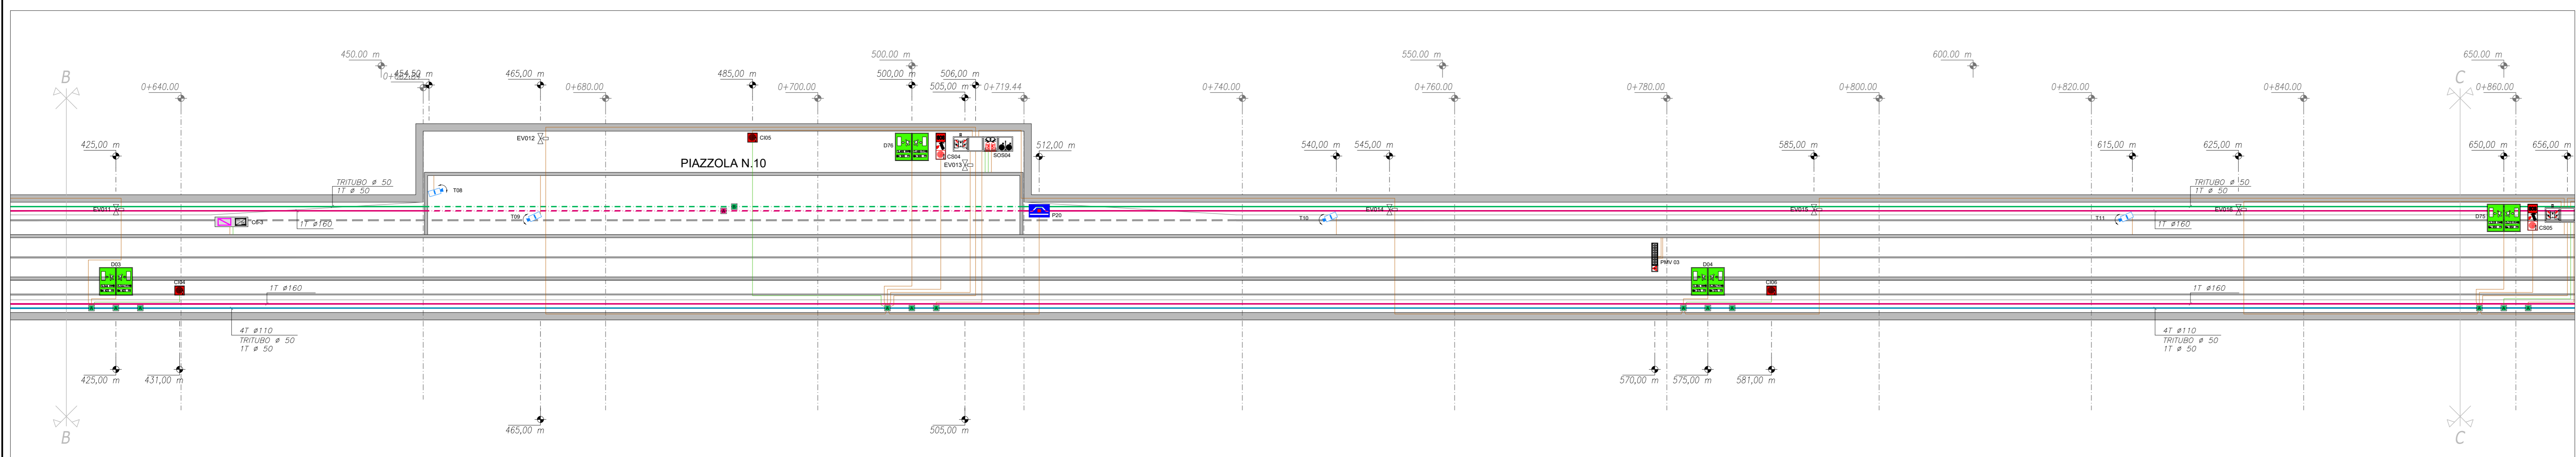 450.00 m
500.00 m
550.00 m
600.00 m
650.00 m
454,50 m
465,00 m
485,00 m
500,00 m
506,00 m
505,00 m
B
0+640.00
0+680.00
0+700.00
0+719.44
0+740.00
0+760.00
0+780.00
0+800.00
0+820.00
0+840.00
C
0+860.00
425,00 m
EV012
CI05
D76
CS04
SOS04
EV013
PIAZZOLA N.10
512,00 m
540,00 m
545,00 m
585,00 m
615,00 m
625,00 m
650,00 m
656,00 m
TRITUBO ø 50
1T ø 50
TRITUBO ø 50
1T ø 50
T08
EV011
T09
P20
T10
EV014
EV015
T11
EV016
D75
CS05
1T ø160
1T ø160
D03
CI04
PMV 03
D04
CI06
1T ø160
1T ø160
4T ø110
TRITUBO ø 50
1T ø 50
4T ø110
TRITUBO ø 50
1T ø 50
425,00 m
431,00 m
570,00 m
575,00 m
581,00 m
465,00 m
505,00 m
B
C